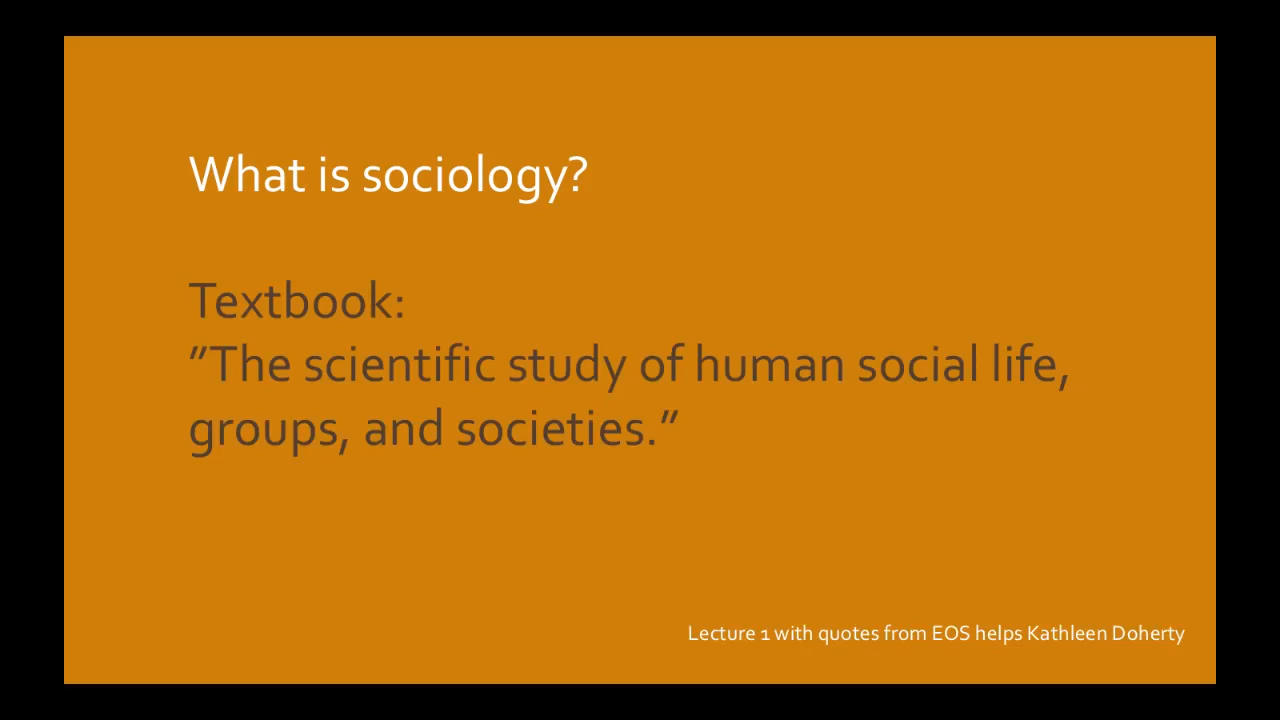 What is sociology?
Textbook:
”The scientific study of human social life,
groups, and societies.”
Lecture 1 with quotes from EOS helps Kathleen Doherty